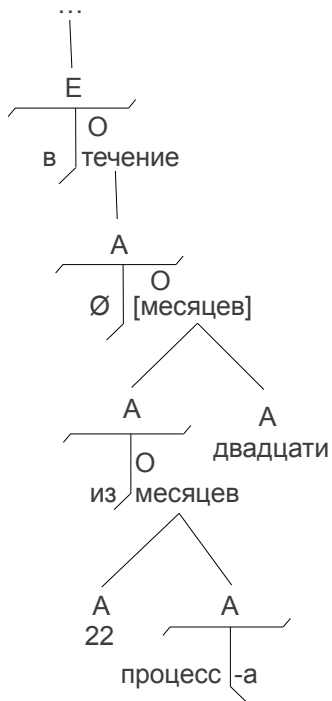 ...
E
O
в течение
A
O
Ø [месяцев]
A A
двадцати
O
из месяцев
A A
22
процесс -а